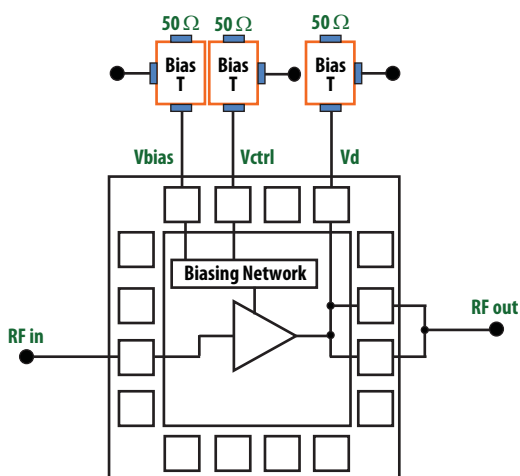 50 Ω 50 Ω 50 Ω
Bias T
Bias T
Bias T
Vbias Vctrl Vd
Biasing Network
RF in
RF out